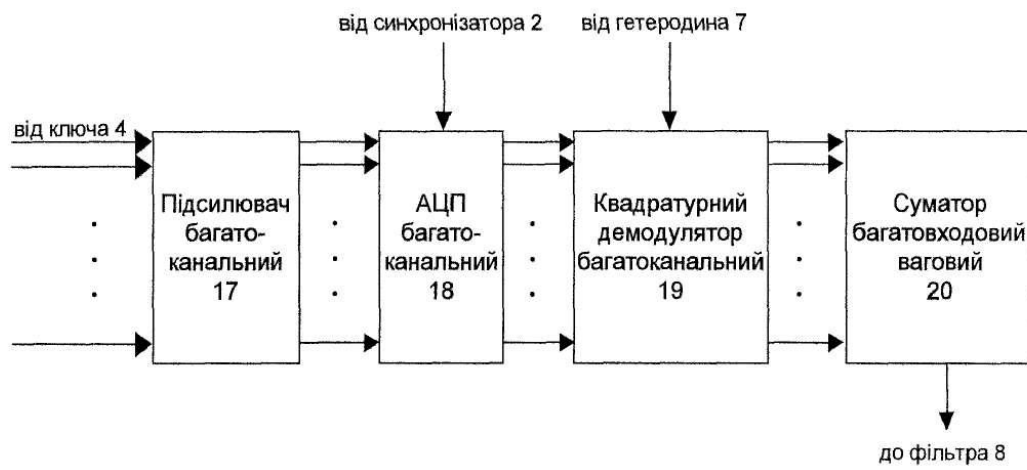 від синхронізатора 2
від гетеродина 7
від ключа 4
Підсилювач
багато-
канальний
17
АЦП
багато-
канальний
18
Квадратурний
демодулятор
багатоканальний
19
Суматор
багатовходовий
ваговий
20
до фільтра 8